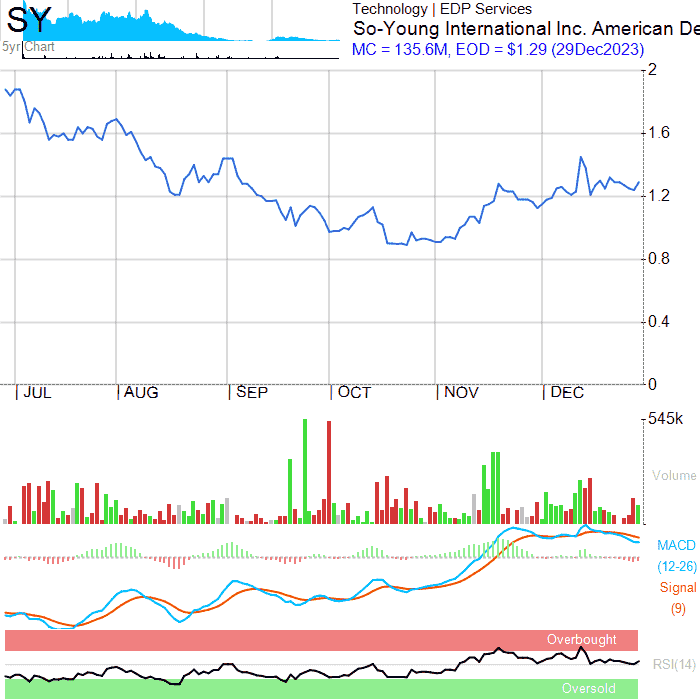 SY
5yr Chart
Technology | EDP Services
So-Young International Inc. American De
MC = 135.6M, EOD = $1.29 (29Dec2023)
2
1.6
1.2
0.8
0.4
0
| JUL | AUG | SEP | OCT | NOV | DEC
545k
Volume
MACD
(12-26)
Signal
(9)
Overbought
RSI(14)
Oversold